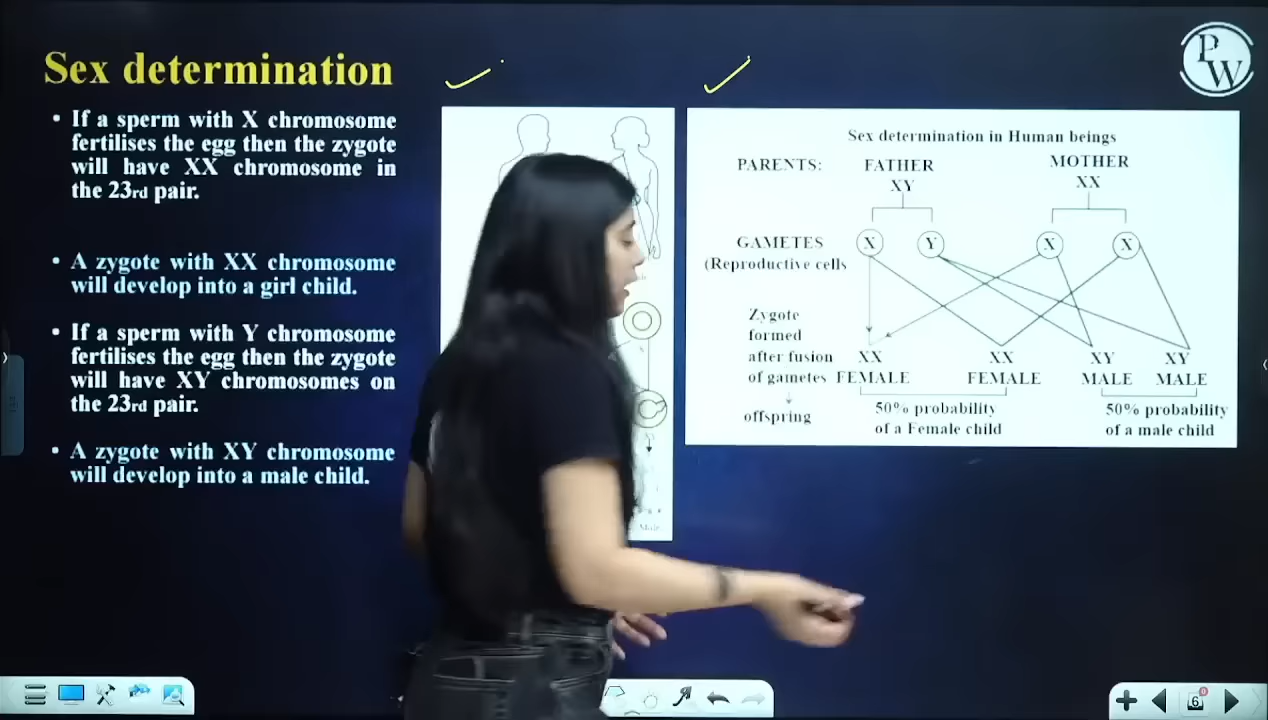 Sex determination
• If a sperm with X chromosome
fertilises the egg then the zygote
will have XX chromosome in
the 23rd pair.
• A zygote with XX chromosome
will develop into a girl child.
• If a sperm with Y chromosome
fertilises the egg then the zygote
will have XY chromosomes on
the 23rd pair.
• A zygote with XY chromosome
will develop into a male child.
Male
PW
Sex determination in Human beings
PARENTS: FATHER MOTHER
XY XX
GAMETES X Y X X
(Reproductive cells
Zygote
formed
after fusion XX XX XY XY
of gametes FEMALE FEMALE MALE MALE
offspring
50% probability 50% probability
of a Female child of a male child
6